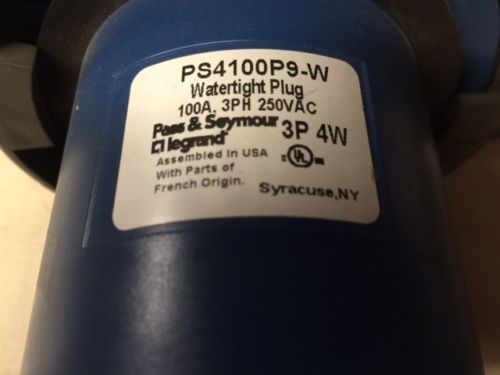 PS4100P9-W
Watertight Plug
100A, 3PH 250VAC
Pass & Seymour
legrand
3P 4W
Assembled in USA
With Parts of
French Origin.
UL
Syracuse,NY